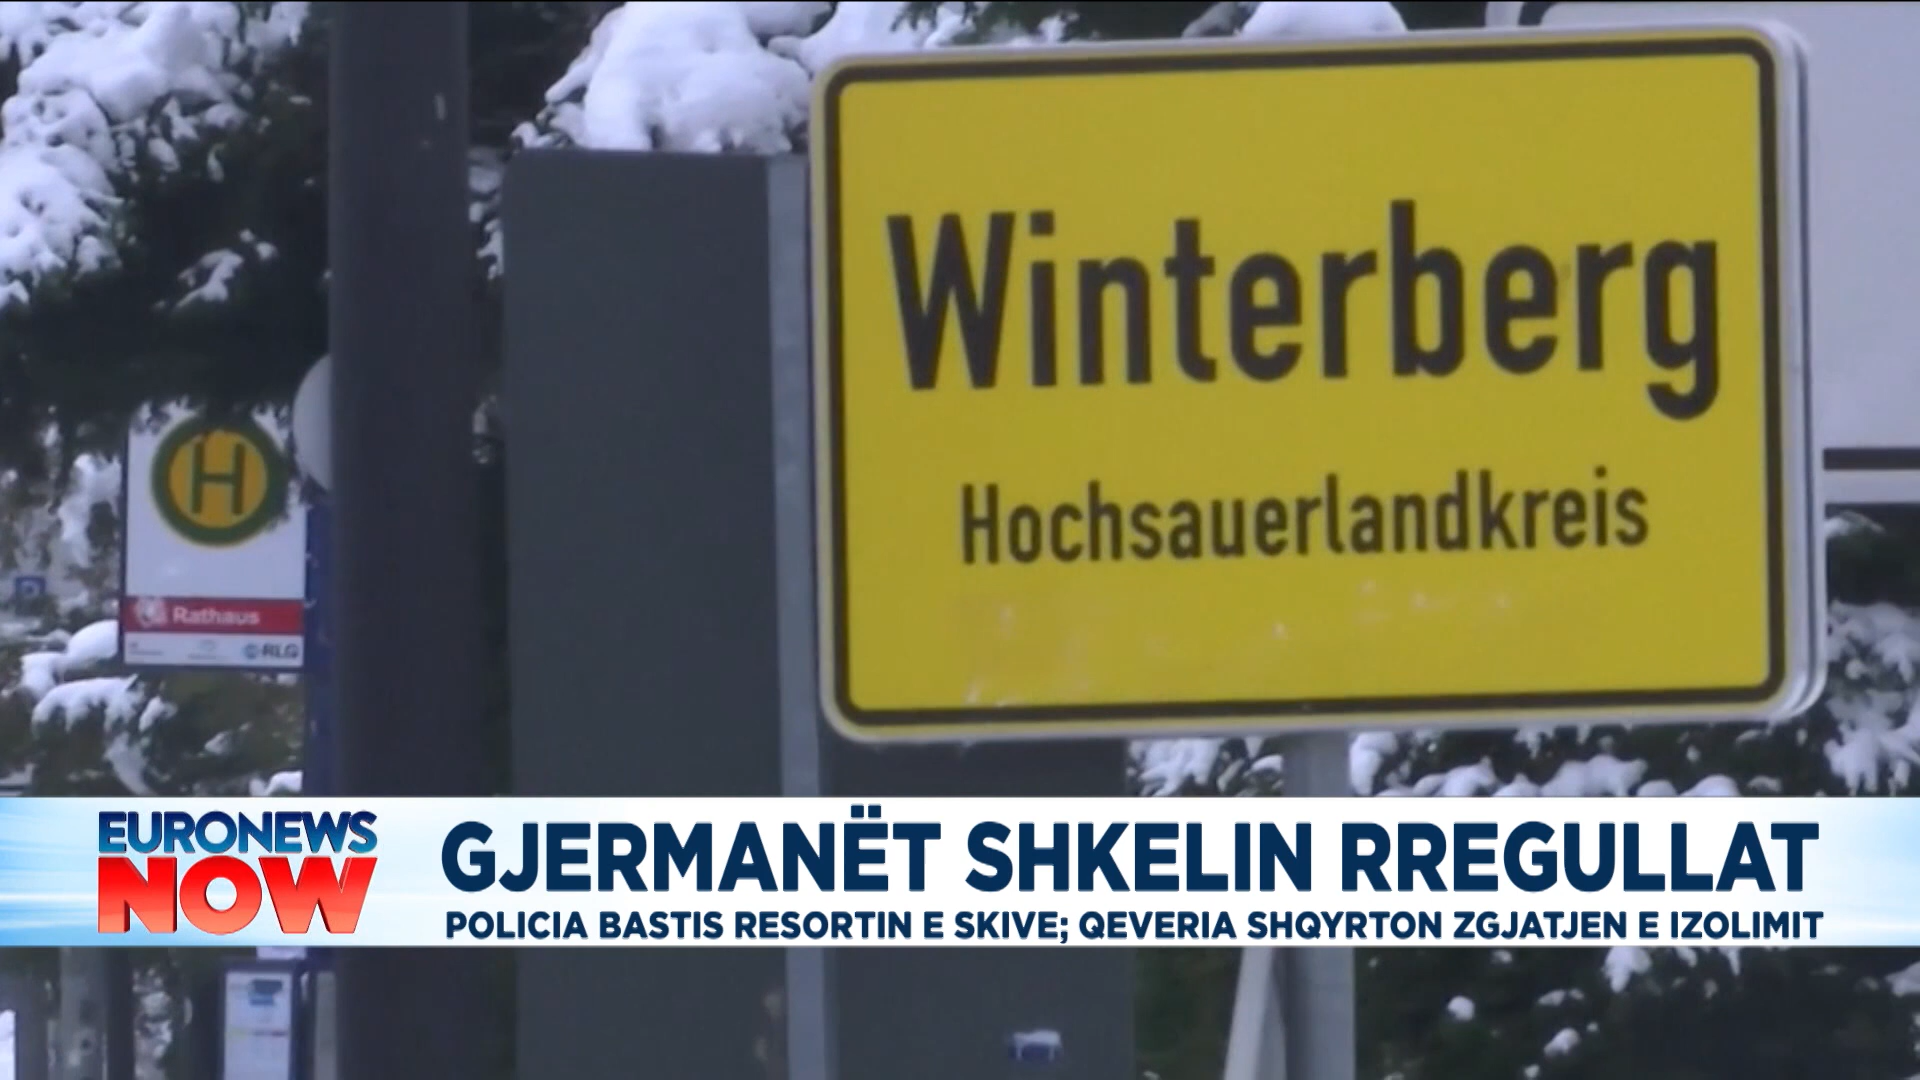 Winterberg
Hochsauerlandkreis
H
Rathaus
RLG
EURONEWS
NOW
GJERMANËT SHKELIN RREGULLAT
POLICIA BASTIS RESORTIN E SKIVE; QEVERIA SHQYRTON ZGJATJEN E IZOLIMIT